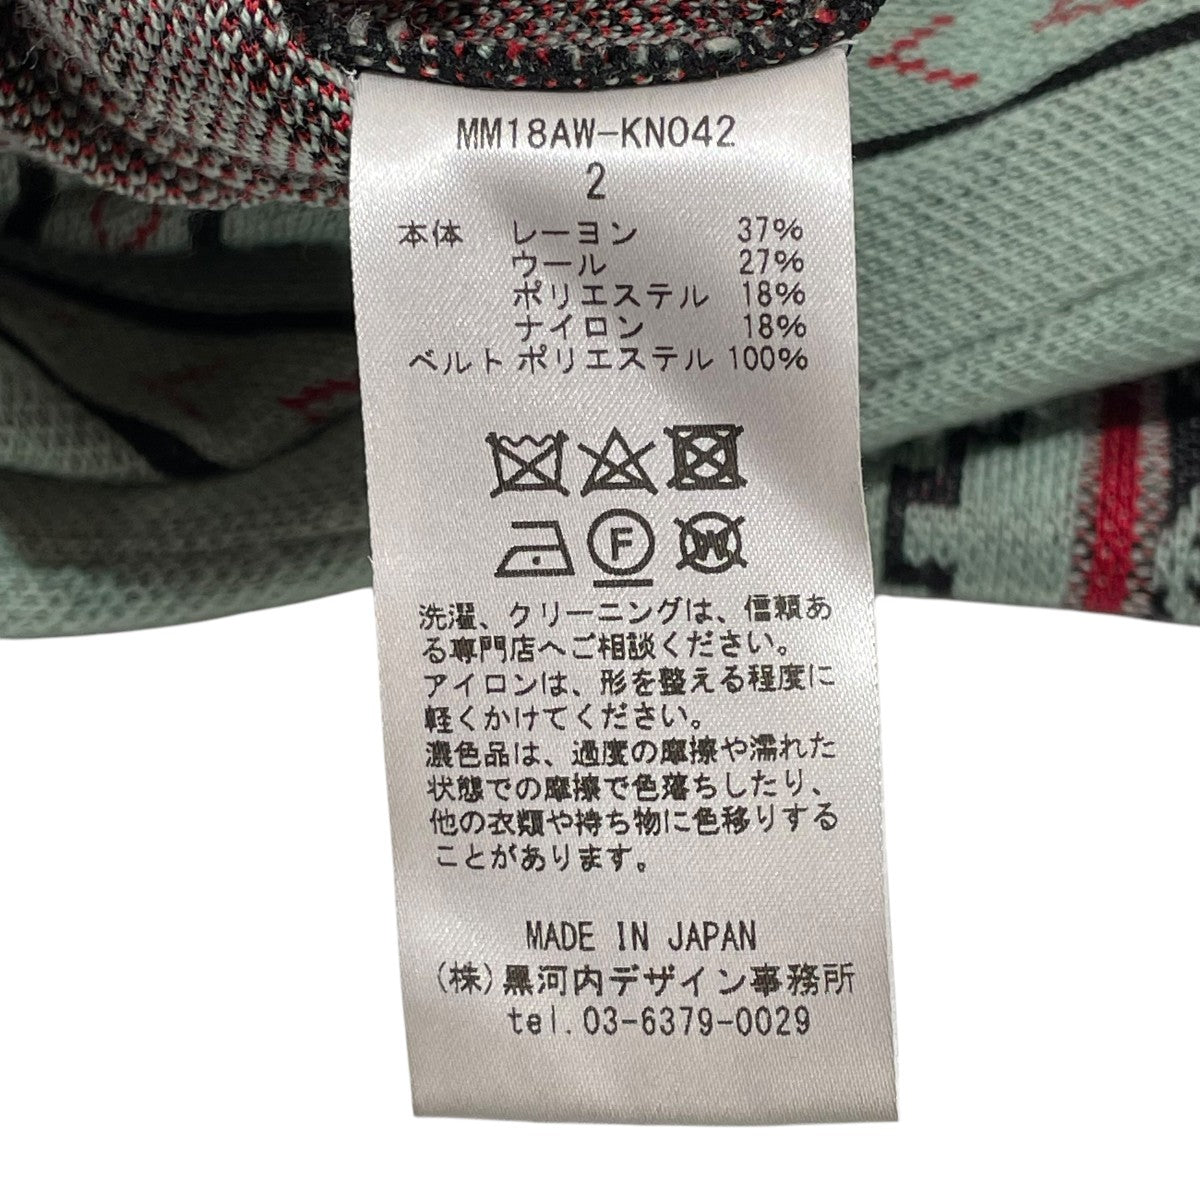 MM18AW-KN042
2
本体 レーヨン 37%
ウール 27%
ポリエステル 18%
ナイロン 18%
ベルト ポリエステル 100%
F
W
洗濯、クリーニングは、信頼あ
る専門店へご相談ください。
アイロンは、形を整える程度に
軽くかけてください。
濃色品は、過度の摩擦や濡れた
状態での摩擦で色落ちしたり、
他の衣類や持ち物に色移りする
ことがあります。
MADE IN JAPAN
(株)黒河内デザイン事務所
tel.03-6379-0029